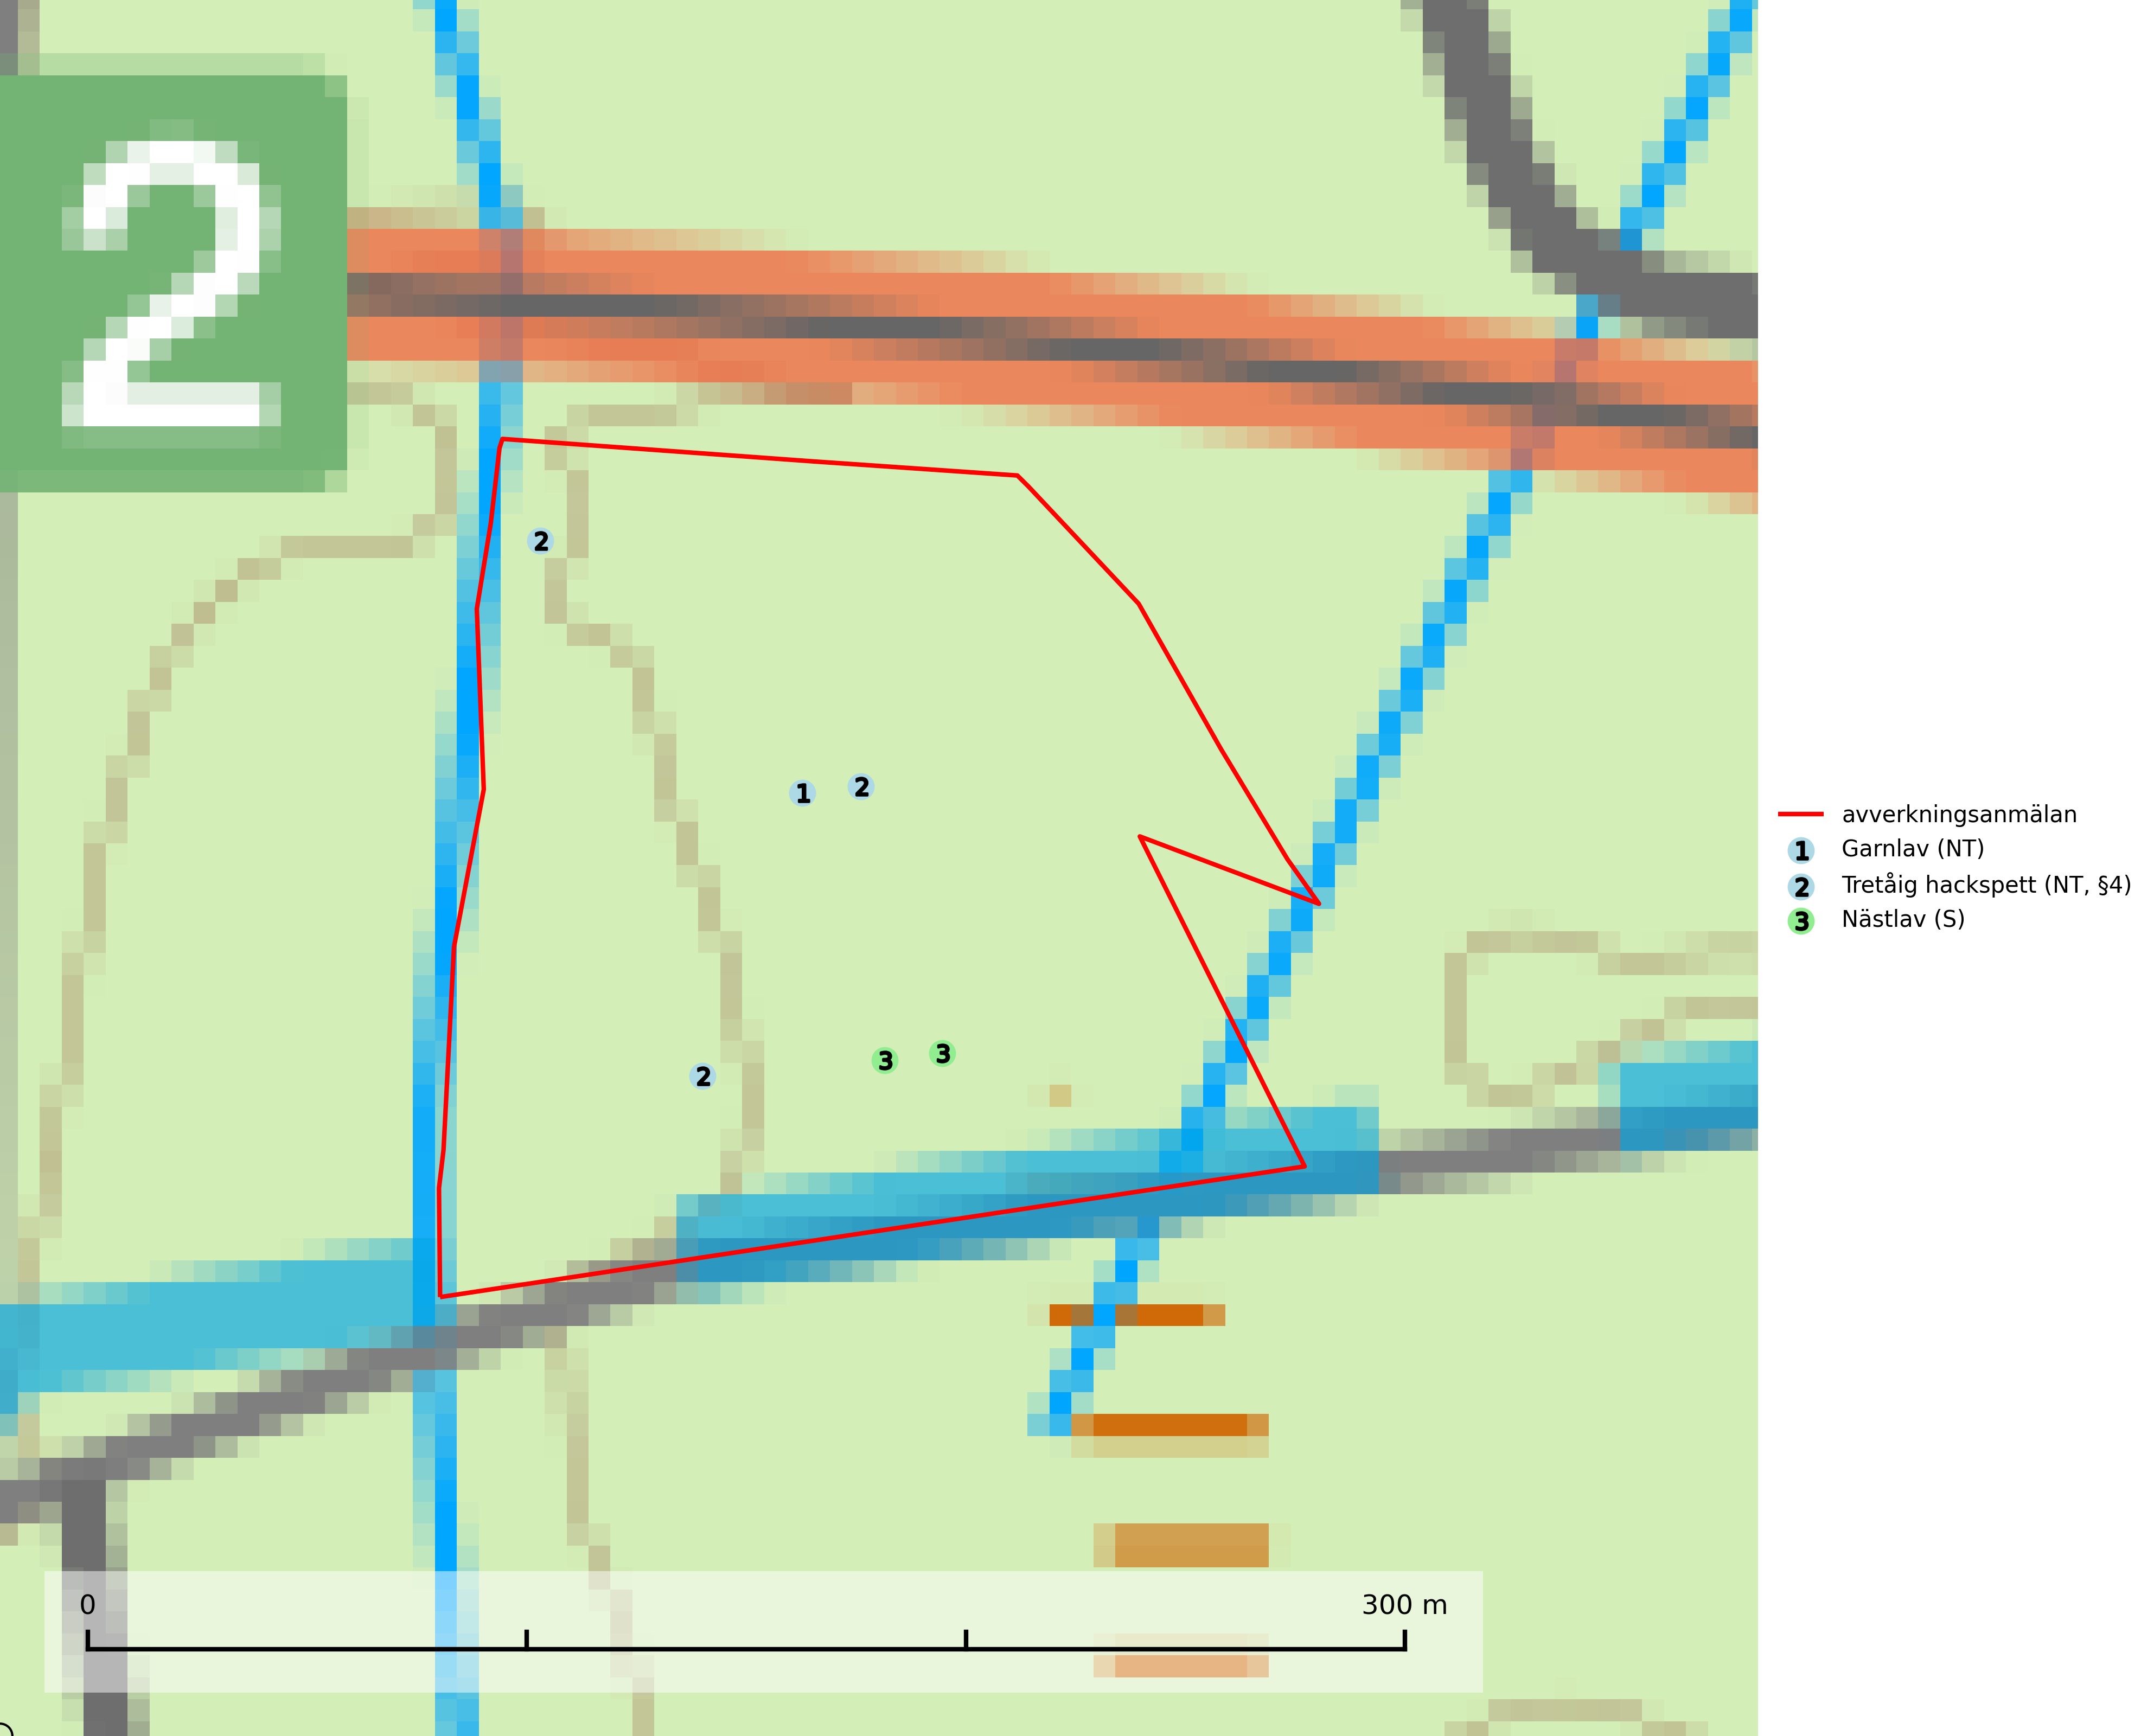 2
2
1 2
3 3
2
avverkningsanmälan
1 Garnlav (NT)
2 Tretåig hackspett (NT, §4)
3 Nästlav (S)
0 300 m